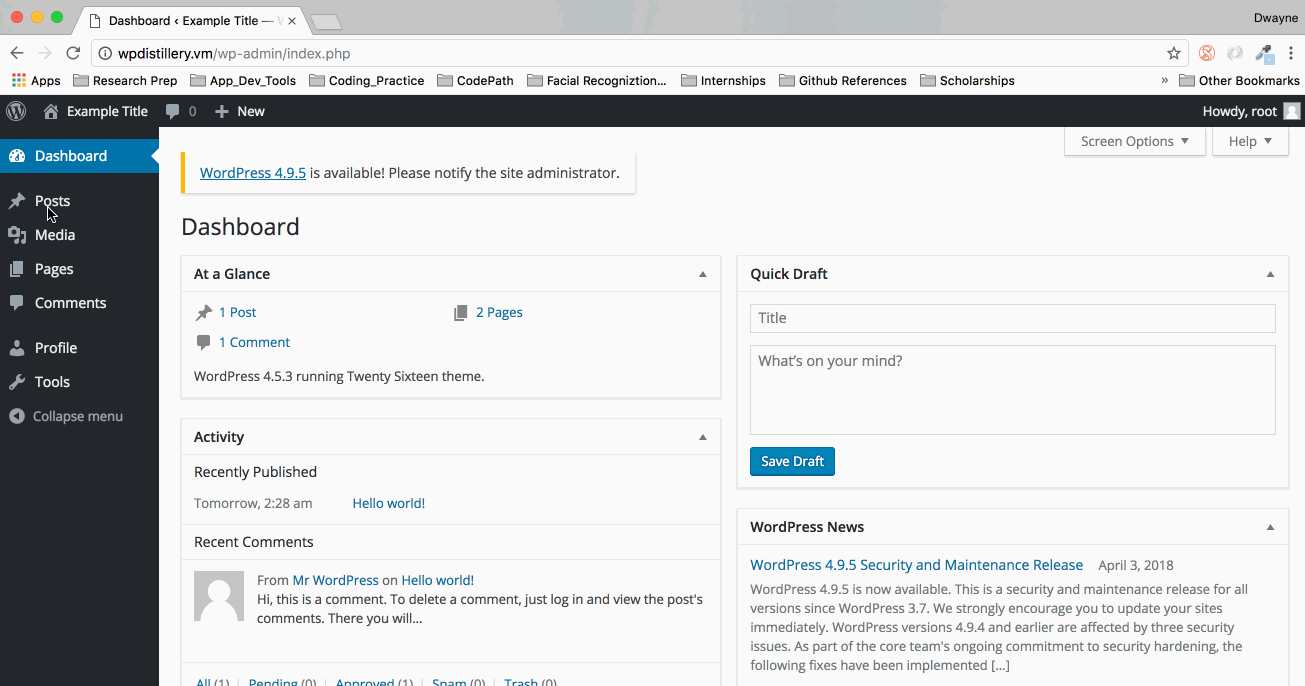 Dashboard ‹ Example Title — W
Dwayne
wpdistillery.vm/wp-admin/index.php
Apps Research Prep App_Dev_Tools Coding_Practice CodePath Facial Recogniztion... Internships Github References Scholarships » Other Bookmarks
Example Title 0 New Howdy, root
Dashboard
Posts
Media
Pages
Comments
Profile
Tools
Collapse menu
Screen Options Help
WordPress 4.9.5 is available! Please notify the site administrator.
Dashboard
At a Glance
1 Post 2 Pages
1 Comment
WordPress 4.5.3 running Twenty Sixteen theme.
Activity
Recently Published
Tomorrow, 2:28 am Hello world!
Recent Comments
From Mr WordPress on Hello world!
Hi, this is a comment. To delete a comment, just log in and view the post's
comments. There you will...
All (1) | Pending (0) | Approved (1) | Spam (0) | Trash (0)
Quick Draft
Title
What's on your mind?
Save Draft
WordPress News
WordPress 4.9.5 Security and Maintenance Release April 3, 2018
WordPress 4.9.5 is now available. This is a security and maintenance release for all
versions since WordPress 3.7. We strongly encourage you to update your sites
immediately. WordPress versions 4.9.4 and earlier are affected by three security
issues. As part of the core team's ongoing commitment to security hardening, the
following fixes have been implemented [...]